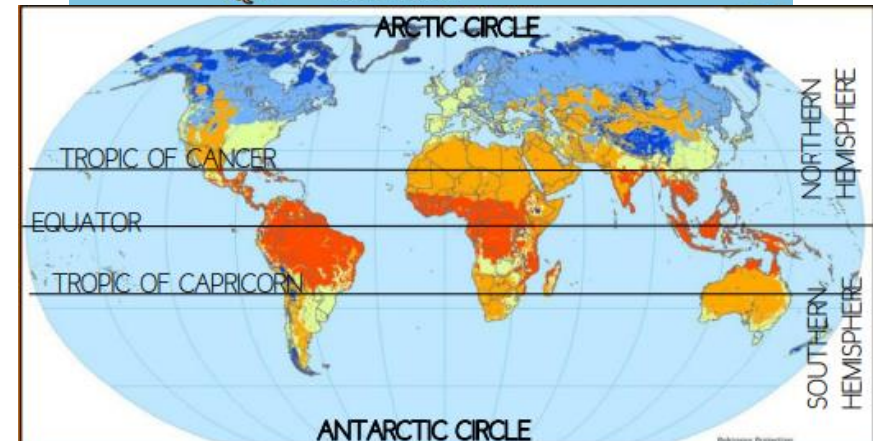 ARCTIC CIRCLE
NORTHERN
HEMISPHERE
TROPIC OF CANCER
EQUATOR
TROPIC OF CAPRICORN
SOUTHERN
HEMISPHERE
ANTARCTIC CIRCLE